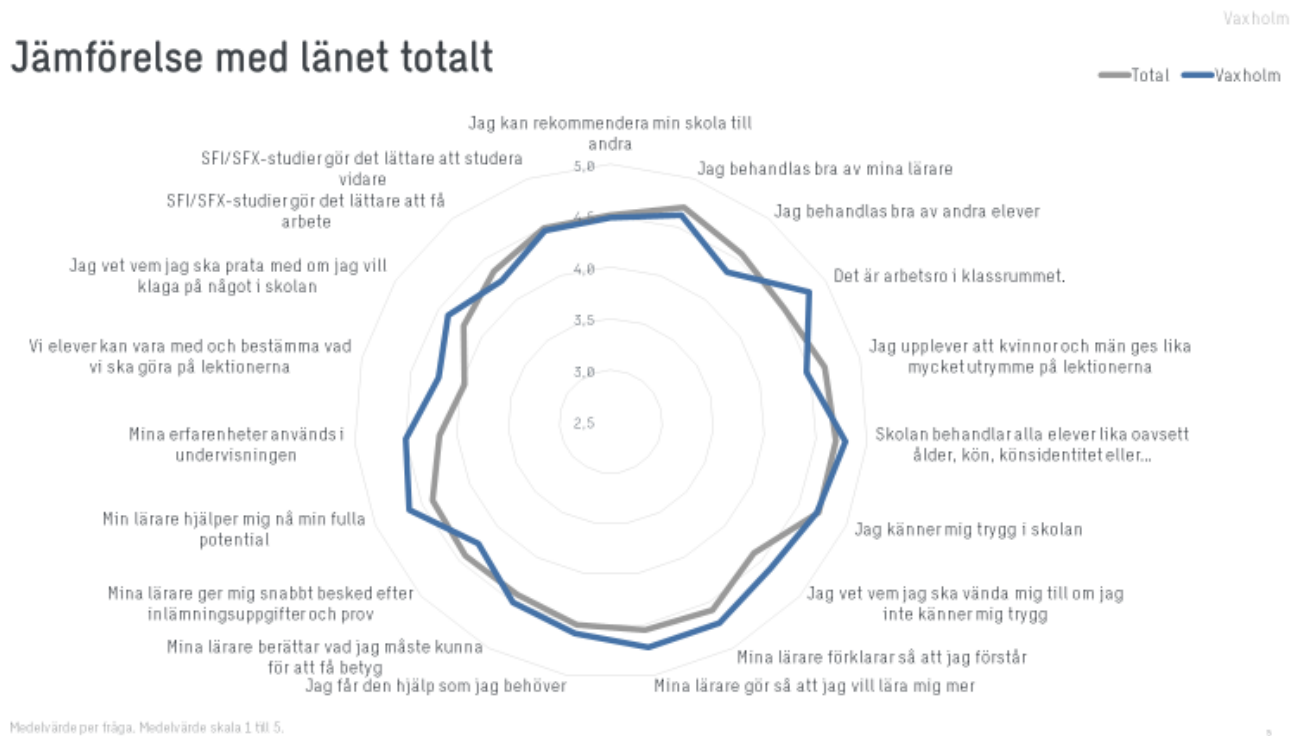 Vaxholm
Jämförelse med länet totalt
Total
Vaxholm
Jag kan rekommendera min skola till
andra
Jag behandlas bra av mina lärare
Jag behandlas bra av andra elever
Det är arbetsro i klassrummet.
Jag upplever att kvinnor och män ges lika
mycket utrymme på lektionerna
Skolan behandlar alla elever lika oavsett
ålder, kön, könsidentitet eller...
Jag känner mig trygg i skolan
Jag vet vem jag ska vända mig till om jag
inte känner mig trygg
Mina lärare förklarar så att jag förstår
Mina lärare gör så att jag vill lära mig mer
Jag får den hjälp som jag behöver
Mina lärare berättar vad jag måste kunna
för att få betyg
Mina lärare ger mig snabbt besked efter
inlämningsuppgifter och prov
Min lärare hjälper mig nå min fulla
potential
Mina erfarenheter används i
undervisningen
Vi elever kan vara med och bestämma vad
vi ska göra på lektionerna
Jag vet vem jag ska prata med om jag vill
klaga på något i skolan
SFI/SFX-studier gör det lättare att få
arbete
SFI/SFX-studier gör det lättare att studera
vidare
5,0
4,5
4,0
3,5
3,0
2,5
Medelvärde per fråga. Medelvärde skala 1 till 5.